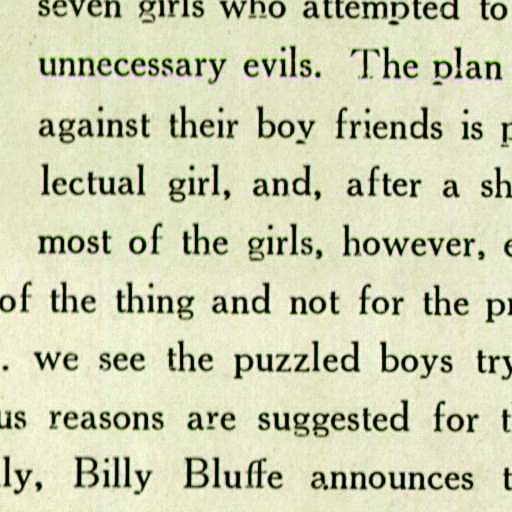 seven girls who attempted to
unnecessary evils. The plan
against their boy friends is
lectual girl, and, after a sh
most of the girls, however,
of the thing and not for the pr
. we see the puzzled boys try
us reasons are suggested for
ly, Billy Bluffe announces